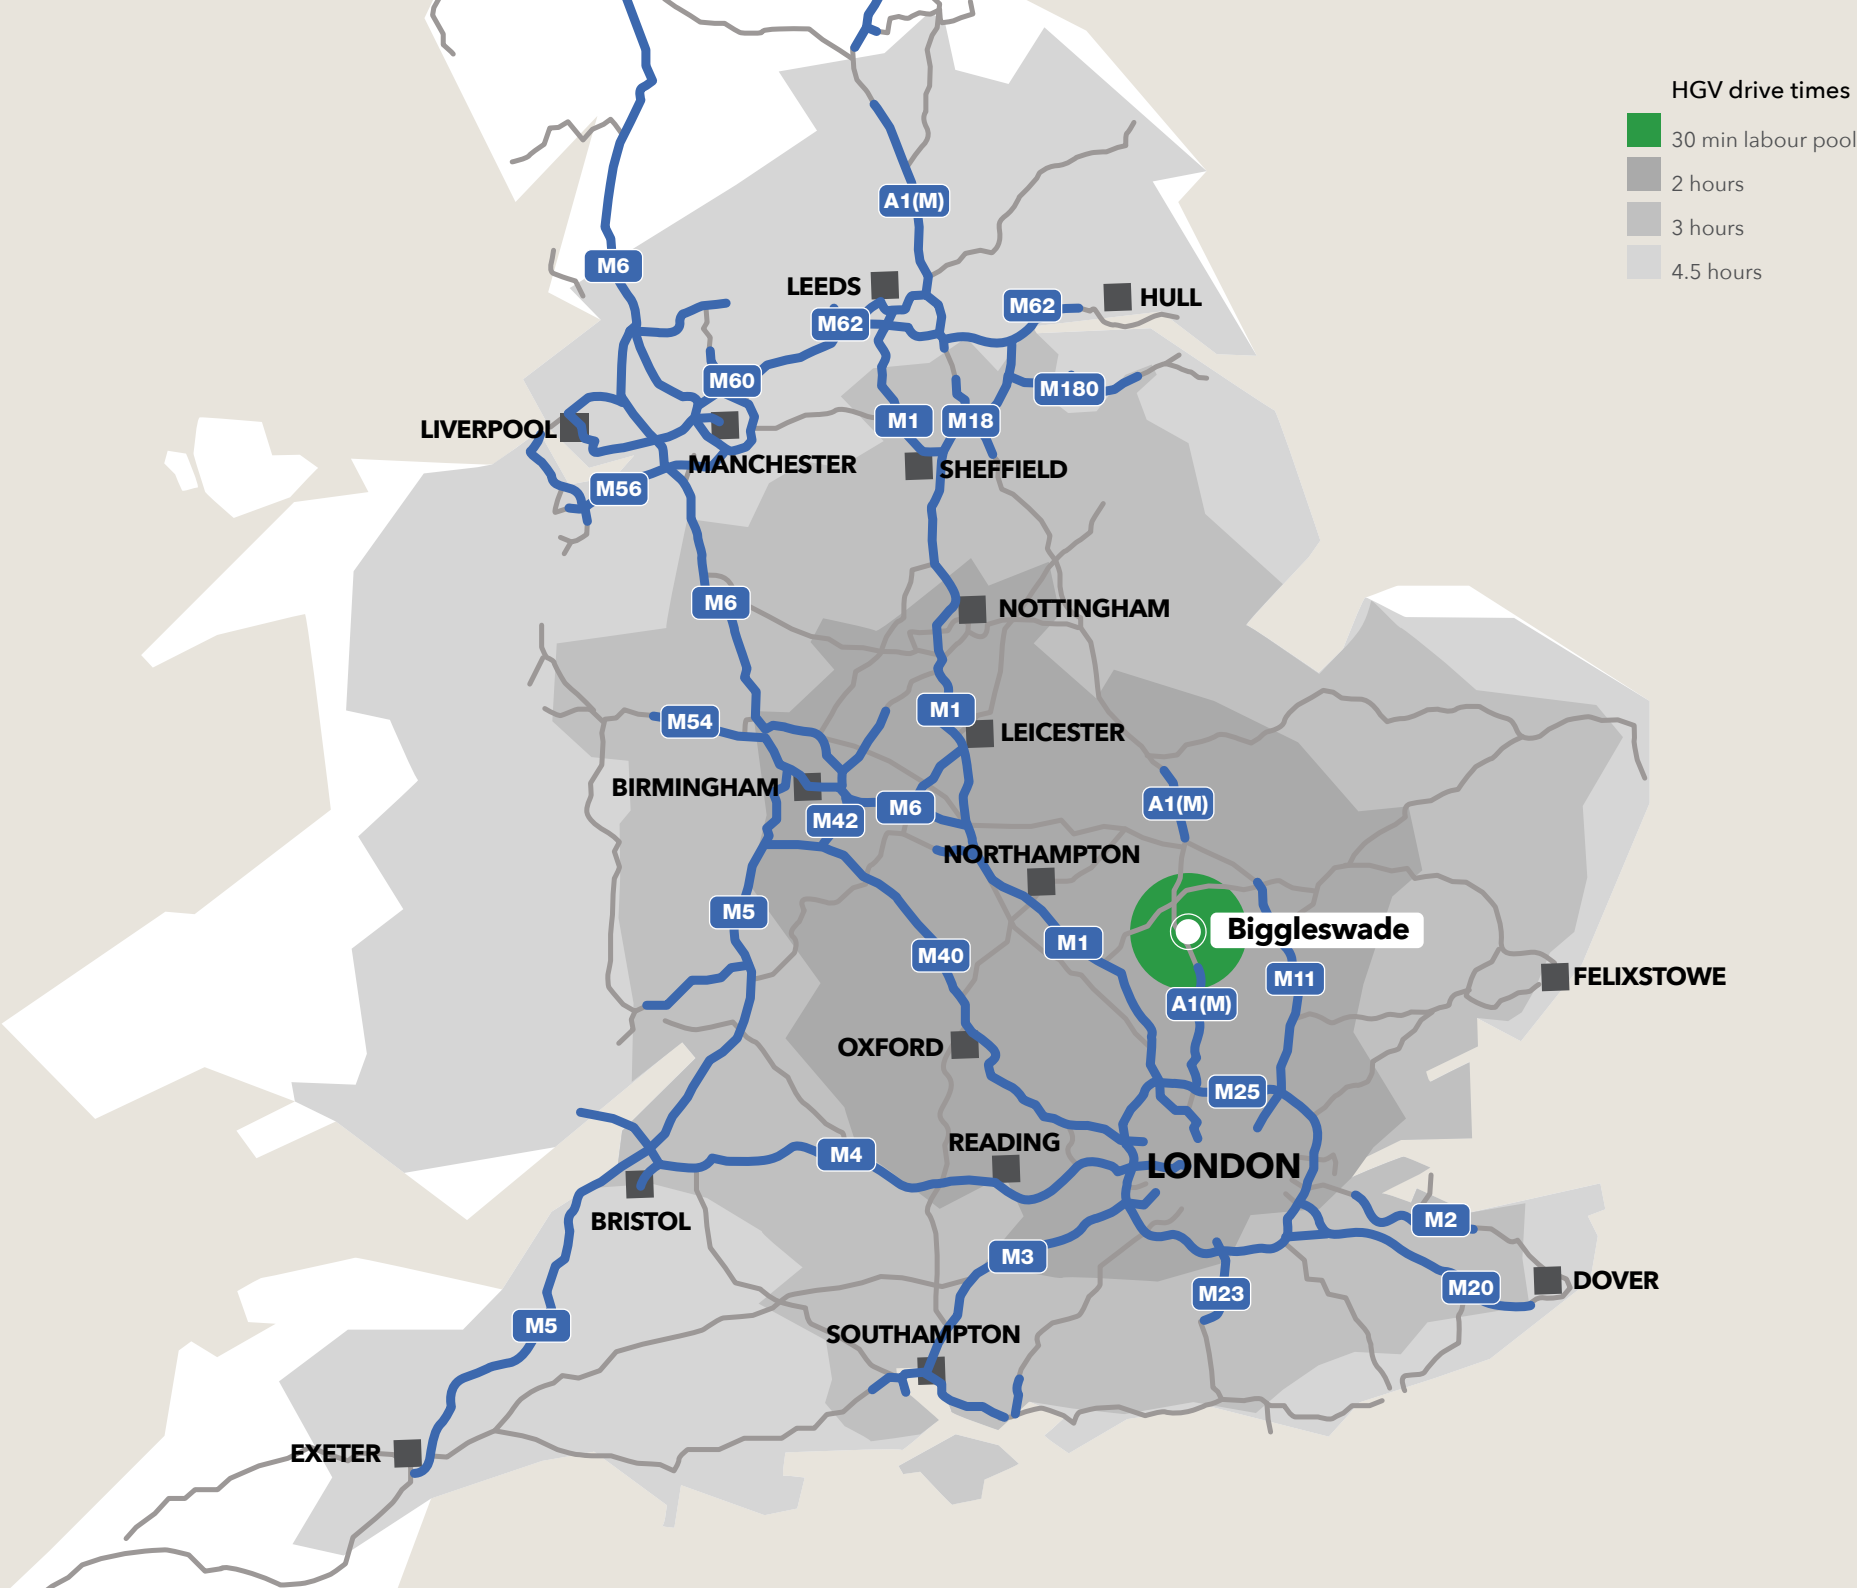 HGV drive times
30 min labour pool
2 hours
3 hours
4.5 hours
A1(M)
M6
LEEDS
M62
M62
HULL
M60
M180
LIVERPOOL
M1
M18
MANCHESTER
SHEFFIELD
M56
M6
NOTTINGHAM
M54
M1
LEICESTER
BIRMINGHAM
M6
A1(M)
M42
NORTHAMPTON
M5
M40
M1
Biggleswade
M11
FELIXSTOWE
A1(M)
OXFORD
M25
READING
M4
LONDON
BRISTOL
M2
M3
DOVER
M23
M20
M5
SOUTHAMPTON
EXETER